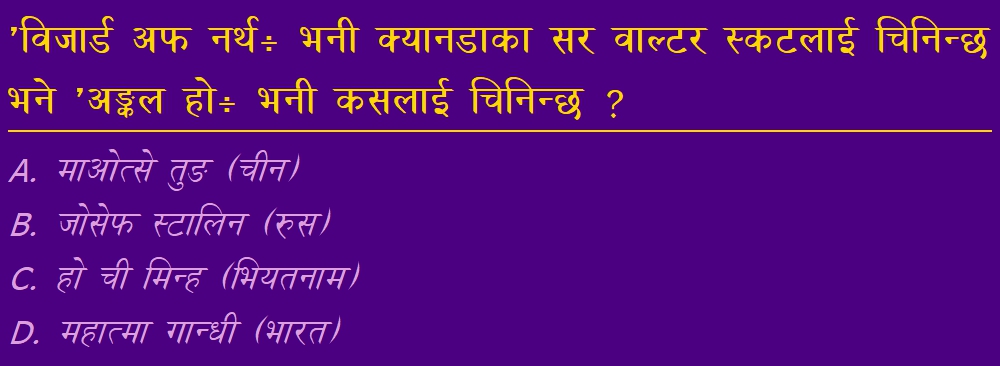 ’विजार्ड अफ नर्थ÷ भनी क्यानडाका सर वाल्टर स्कटलाई चिनिन्छ
भने ’अङ्कल हो÷ भनी कसलाई चिनिन्छ ?
A. माओत्से तुङ (चीन)
B. जोसेफ स्टालिन (रुस)
C. हो ची मिन्ह (भियतनाम)
D. महात्मा गान्धी (भारत)